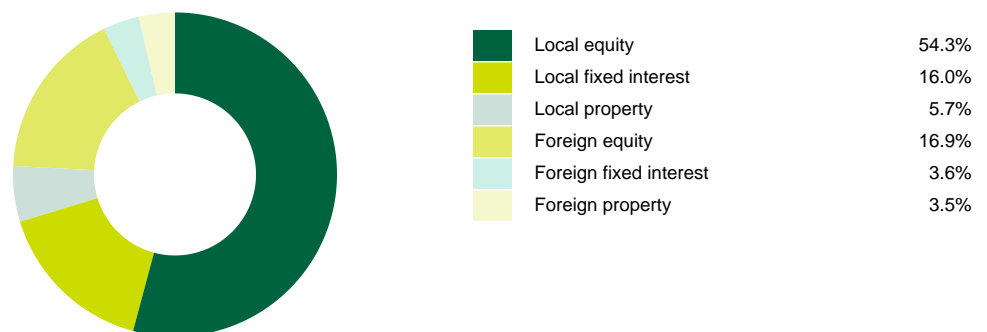 Local equity 54.3%
Local fixed interest 16.0%
Local property 5.7%
Foreign equity 16.9%
Foreign fixed interest 3.6%
Foreign property 3.5%